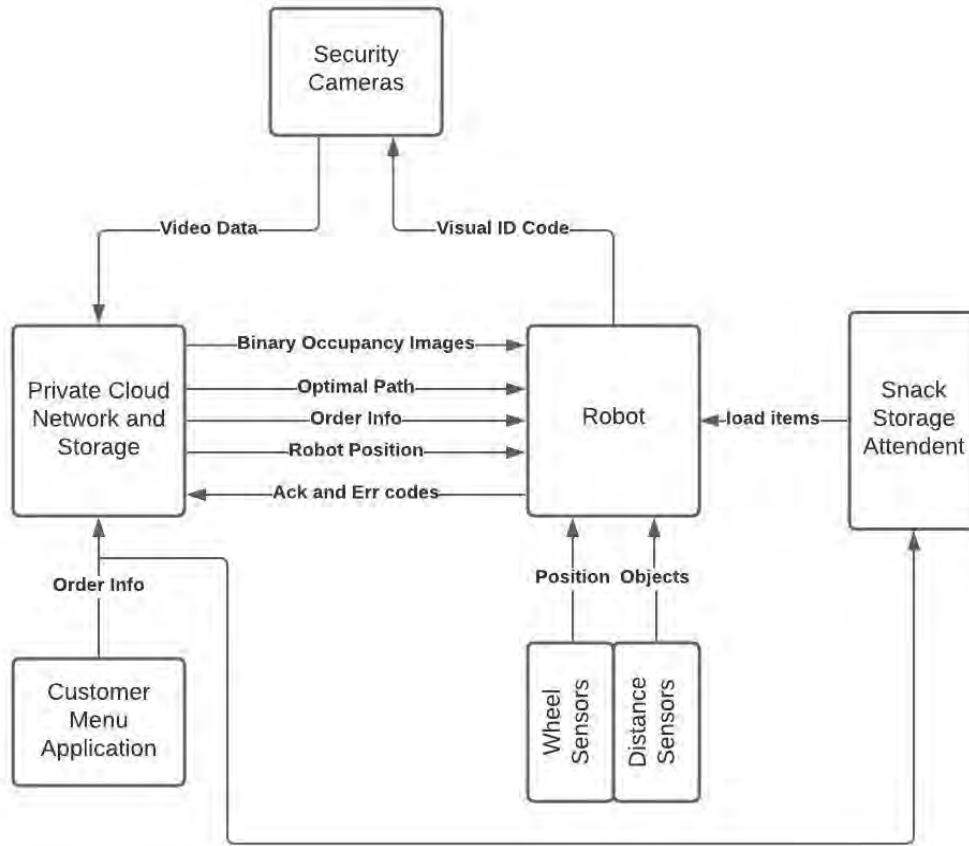 Security
Cameras
Video Data
Visual ID Code
Private Cloud
Network and
Storage
Binary Occupancy Images
Optimal Path
Order Info
Robot Position
Ack and Err codes
Robot
load items
Snack
Storage
Attendent
Order Info
Position
Objects
Customer
Menu
Application
Wheel
Sensors
Distance
Sensors